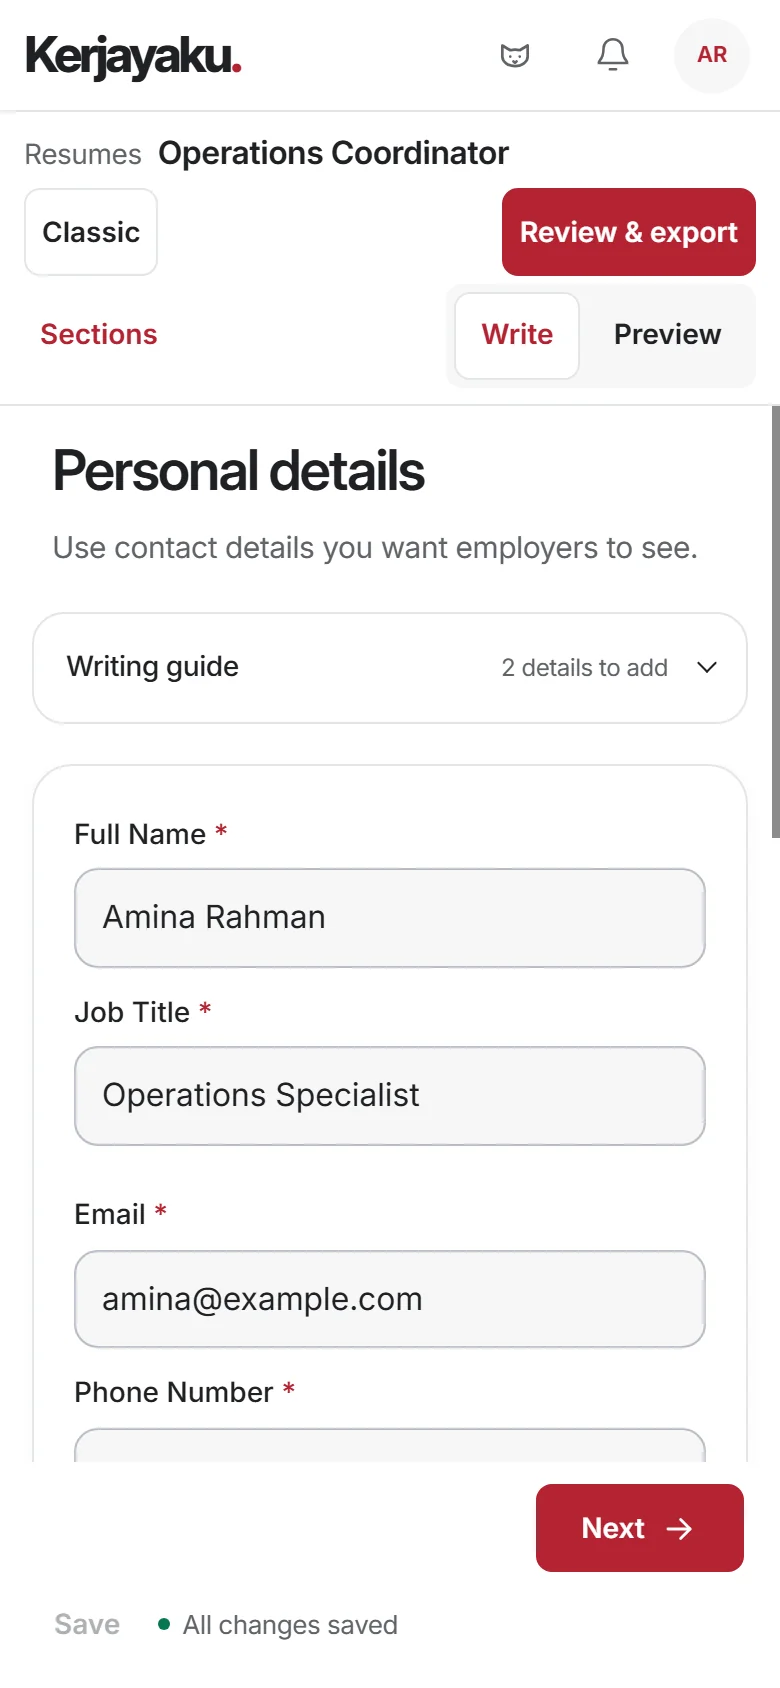 Kerjayaku.
AR
Resumes Operations Coordinator
Classic
Review & export
Sections
Write
Preview
Personal details
Use contact details you want employers to see.
Writing guide
2 details to add
Full Name *
Amina Rahman
Job Title *
Operations Specialist
Email *
amina@example.com
Phone Number *
Next →
Save
All changes saved